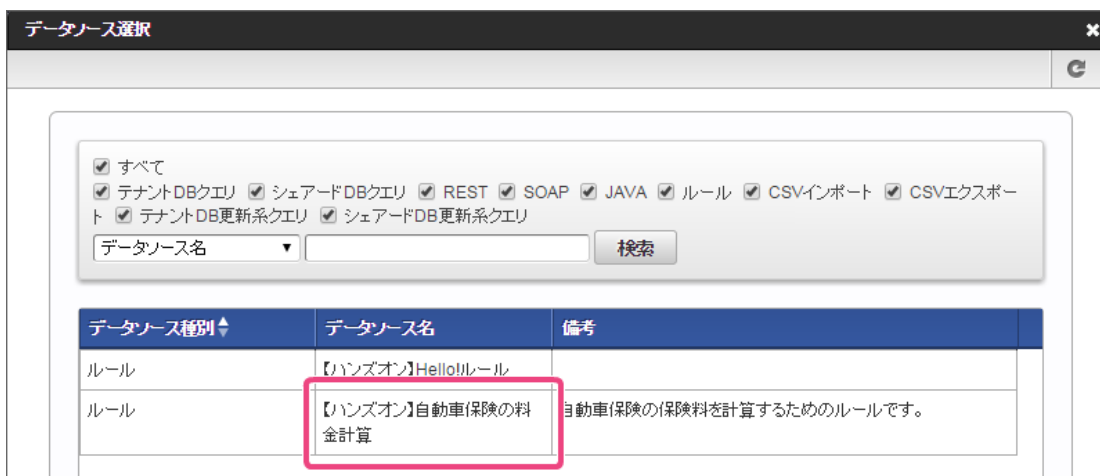 データソース選択
すべて
テナントDBクエリ シェアードDBクエリ REST SOAP JAVA ルール CSVインポート CSVエクスポー
ト テナントDB更新系クエリ シェアードDB更新系クエリ
データソース名 検索
データソース種別 データソース名 備考
ルール 【ハンズオン】Hello!ルール
ルール 【ハンズオン】自動車保険の料 自動車保険の保険料を計算するためのルールです。
金計算